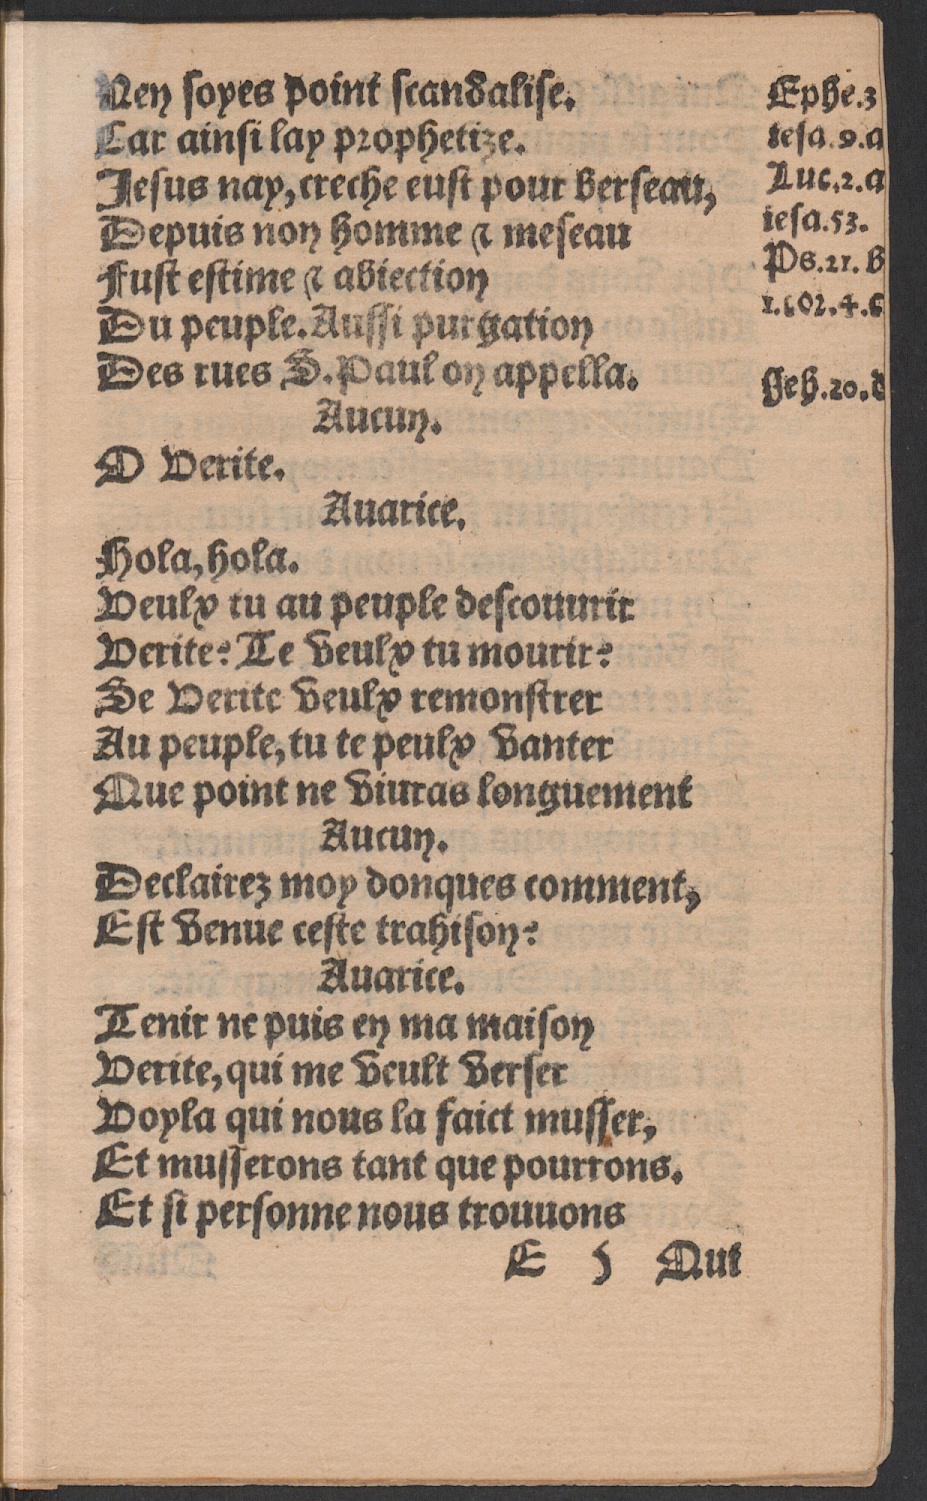 Ney soyes point scandalise.
Car ainsi lay prophetize.
Jesus nay, creche eust pour berseau,
Depuis non homme & meseau
Fust estime & abiection
Du peuple. Aussi purgation
Des rues S. Paul on appella.
Aucun.
O Verite.
Auarice.
Hola, hola.
Veulx tu au peuple descouurir
Verite? Te veulx tu mourir?
Se Verite veulx remonstrer
Au peuple, tu te peulx vanter
Que point ne viuras longuement
Aucun.
Declairez moy donques comment,
Est venue ceste trahison?
Auarice.
Tenir ne puis en ma maison
Verite, qui me veult verser
Voyla qui nous la faict musser,
Et musserons tant que pourrons.
Et si personne nous trouuons
E 5 Qui
Ephe.3
iesa.9.a
Luc.2.a
iesa.53.
Ps.21.b
1.cor.4.c